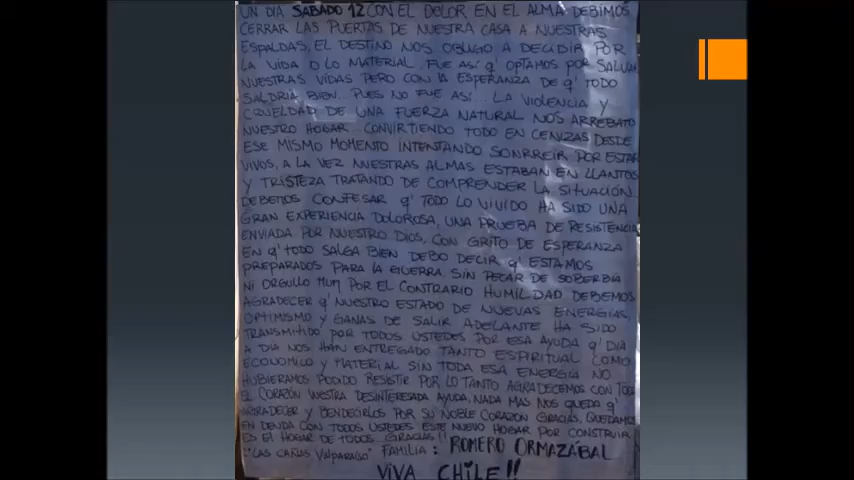 UN DIA SABADO 12 CON EL DOLOR EN EL ALMA DEBIMOS
CERRAR LAS PUERTAS DE NUESTRA CASA A NUESTRAS
ESPALDAS, EL DESTINO NOS OBLIGO A DECIDIR POR
LA VIDA O LO MATERIAL. FUE ASI q' OPTAMOS POR SALVAR
NUESTRAS VIDAS PERO CON LA ESPERANZA DE q' TODO
SALDRIA BIEN... PUES NO FUE ASI... LA VIOLENCIA Y
CRUELDAD DE UNA FUERZA NATURAL NOS ARREBATO
NUESTRO HOGAR... CONVIRTIENDO TODO EN CENIZAS DESDE
ESE MISMO MOMENTO INTENTANDO SONRREIR POR ESTAR
VIVOS, A LA VEZ NUESTRAS ALMAS ESTABAN EN LLANTOS
Y TRISTEZA TRATANDO DE COMPRENDER LA SITUACIÓN
DEBEMOS CONFESAR q' TODO LO VIVIDO HA SIDO UNA
GRAN EXPERIENCIA DOLOROSA, UNA PRUEBA DE RESISTENCIA
ENVIADA POR NUESTRO DIOS, CON GRITO DE ESPERANZA
EN q' TODO SALGA BIEN DEBO DECIR q' ESTAMOS
PREPARADOS PARA LA GUERRA. SIN PECAR DE SOBERBIA
NI ORGULLO POR EL CONTRARIO HUMILDAD DEBEMOS
AGRADECER q' NUESTRO ESTADO DE NUEVAS ENERGIAS,
OPTIMISMO Y GANAS DE SALIR ADELANTE HA SIDO
TRANSMITIDO POR TODOS USTEDES POR ESA AYUDA q' DIA
A DIA NOS HAN ENTREGADO TANTO ESPIRITUAL COMO
ECONOMICO Y MATERIAL SIN TODA ESA ENERGIA NO
HUBIERAMOS PODIDO RESISTIR POR LO TANTO AGRADECEMOS CON TODO
EL CORAZÓN VUESTRA DESINTERESADA AYUDA, NADA MAS NOS QUEDA q'
AGRADECER Y BENDECIRLOS POR SU NOBLE CORAZON GRACIAS, QUEDAMOS
EN DEUDA CON TODOS USTEDES ESTE NUEVO HOGAR POR CONSTRUIR
ES EL HOGAR DE TODOS. GRACIAS!!
"LAS CAÑAS VALPARAISO" FAMILIA: ROMERO ORMAZÁBAL
VIVA CHILE!!